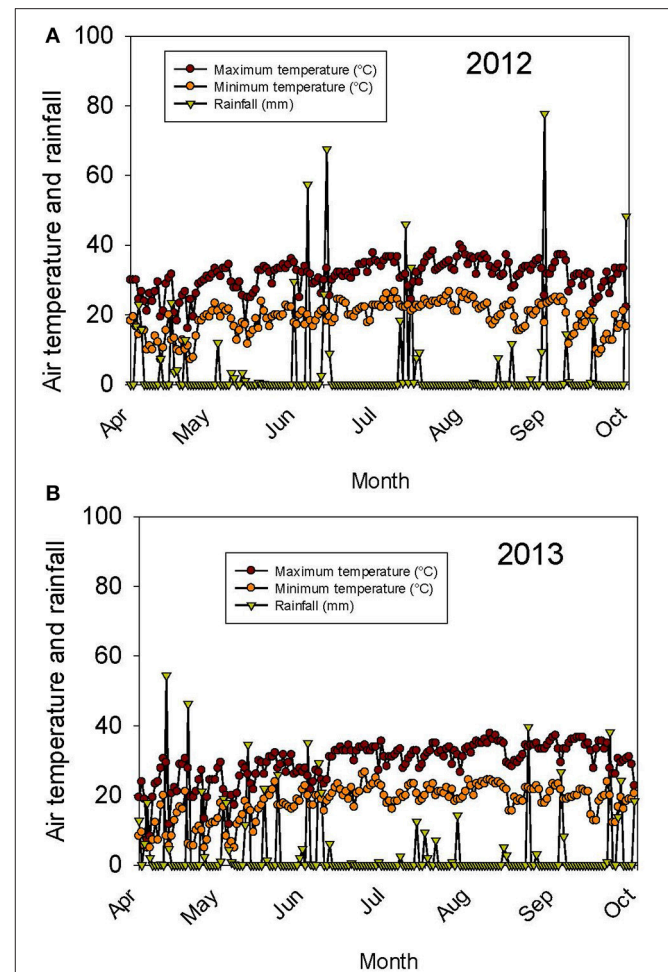 A
100
80
60
40
20
0
Air temperature and rainfall
Maximum temperature (°C)
Minimum temperature (°C)
Rainfall (mm)
2012
Apr
May
Jun
Jul
Aug
Sep
Oct
Month
B
100
80
60
40
20
0
Air temperature and rainfall
Maximum temperature (°C)
Minimum temperature (°C)
Rainfall (mm)
2013
Apr
May
Jun
Jul
Aug
Sep
Oct
Month